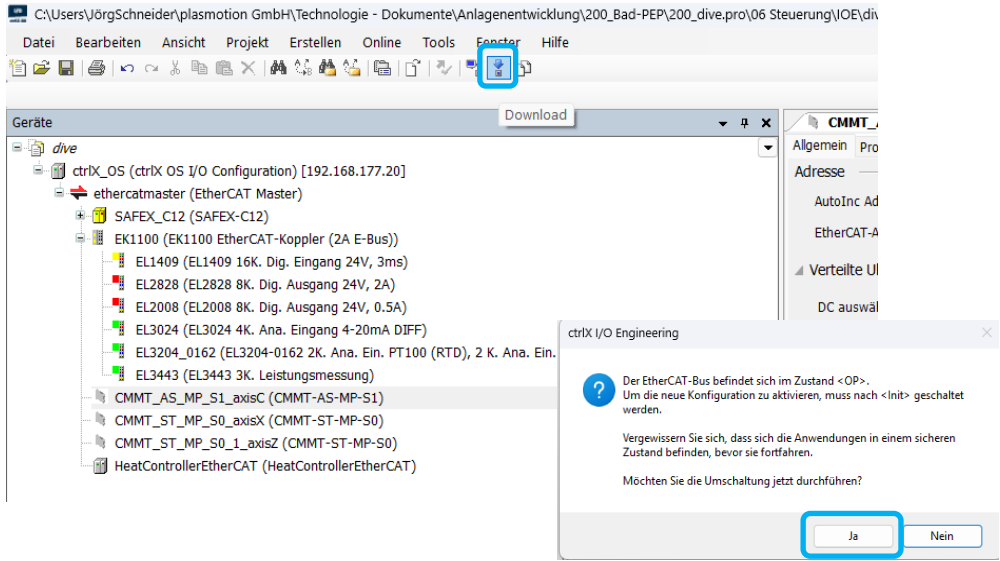 C:\Users\JörgSchneider\plasmotion GmbH\Technologie - Dokumente\Anlagenentwicklung\200_Bad-PEP\200_dive.pro\06 Steuerung\IOE\div
Datei Bearbeiten Ansicht Projekt Erstellen Online Tools Fenster Hilfe
Download
Geräte
dive
ctrlX_OS (ctrlX OS I/O Configuration) [192.168.177.20]
ethercatmaster (EtherCAT Master)
SAFEX_C12 (SAFEX-C12)
EK1100 (EK1100 EtherCAT-Koppler (2A E-Bus))
EL1409 (EL1409 16K. Dig. Eingang 24V, 3ms)
EL2828 (EL2828 8K. Dig. Ausgang 24V, 2A)
EL2008 (EL2008 8K. Dig. Ausgang 24V, 0.5A)
EL3024 (EL3024 4K. Ana. Eingang 4-20mA DIFF)
EL3204_0162 (EL3204-0162 2K. Ana. Ein. PT100 (RTD), 2 K. Ana. Ein.
EL3443 (EL3443 3K. Leistungsmessung)
CMMT_AS_MP_S1_axisC (CMMT-AS-MP-S1)
CMMT_ST_MP_S0_axisX (CMMT-ST-MP-S0)
CMMT_ST_MP_S0_1_axisZ (CMMT-ST-MP-S0)
HeatControllerEtherCAT (HeatControllerEtherCAT)
CMMT_
Allgemein Pro
Adresse
AutoInc Ad
EtherCAT-A
Verteilte U
DC auswäl
ctrlX I/O Engineering
Der EtherCAT-Bus befindet sich im Zustand <OP>.
Um die neue Konfiguration zu aktivieren, muss nach <Init> geschaltet
werden.
Vergewissern Sie sich, dass sich die Anwendungen in einem sicheren
Zustand befinden, bevor sie fortfahren.
Möchten Sie die Umschaltung jetzt durchführen?
Ja Nein